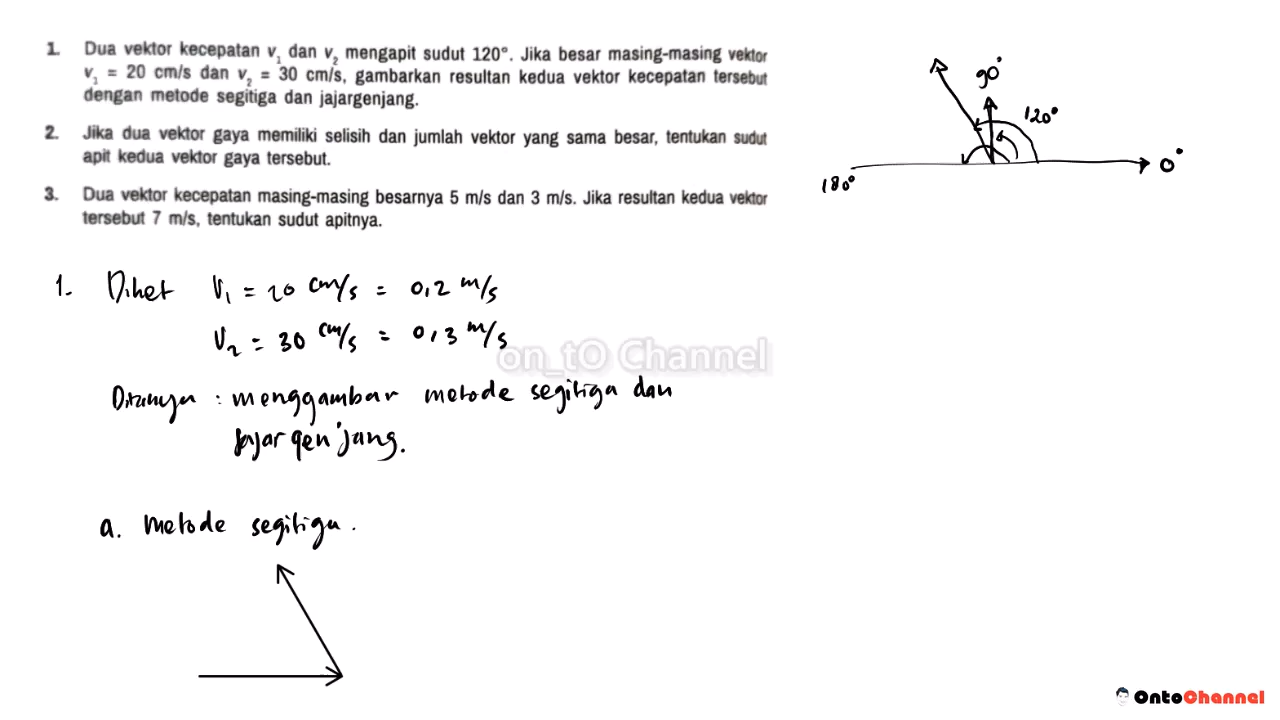 1. Dua vektor kecepatan v₁ dan v₂ mengapit sudut 120°. Jika besar masing-masing vektor
v₁ = 20 cm/s dan v₂ = 30 cm/s, gambarkan resultan kedua vektor kecepatan tersebut
dengan metode segitiga dan jajargenjang.
2. Jika dua vektor gaya memiliki selisih dan jumlah vektor yang sama besar, tentukan sudut
apit kedua vektor gaya tersebut.
3. Dua vektor kecepatan masing-masing besarnya 5 m/s dan 3 m/s. Jika resultan kedua vektor
tersebut 7 m/s, tentukan sudut apitnya.
90°
120°
0°
180°
1. Diket V₁ = 20 cm/s = 0,2 m/s
V₂ = 30 cm/s = 0,3 m/s
on_tO Channel
Ditanya : menggambar metode segitiga dan
jajargenjang.
a. metode segitiga.
OntoChannel